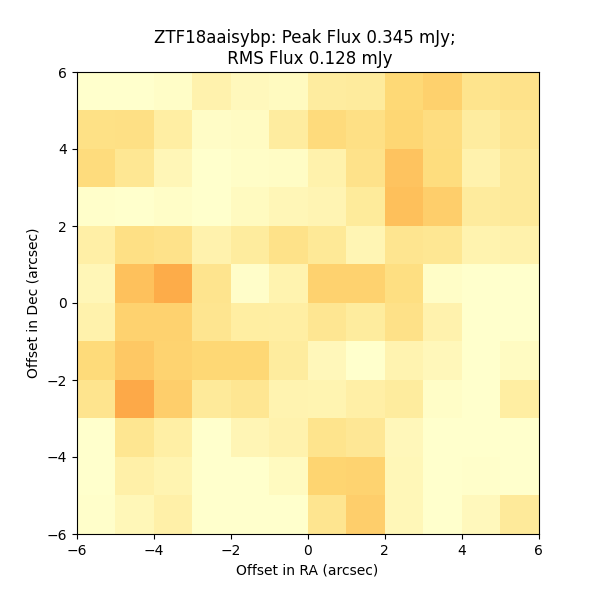 ZTF18aaisybp: Peak Flux 0.345 mJy;
RMS Flux 0.128 mJy
6
4
2
0
−2
−4
−6
Offset in Dec (arcsec)
−6 −4 −2 0 2 4 6
Offset in RA (arcsec)